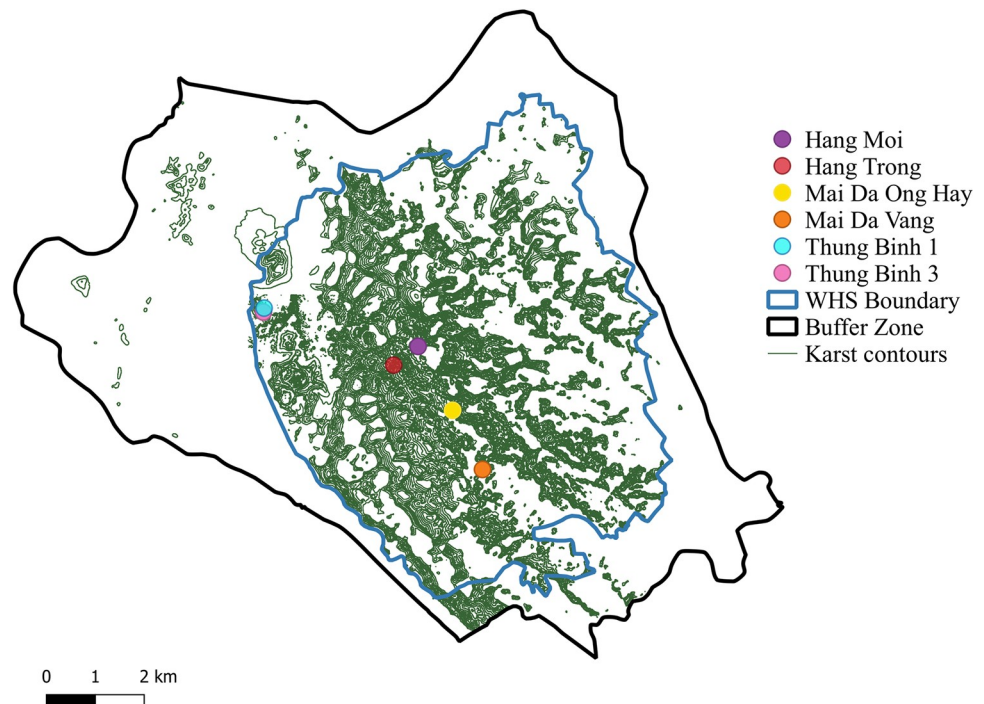 Hang Moi
Hang Trong
Mai Da Ong Hay
Mai Da Vang
Thung Binh 1
Thung Binh 3
WHS Boundary
Buffer Zone
Karst contours
0 1 2 km